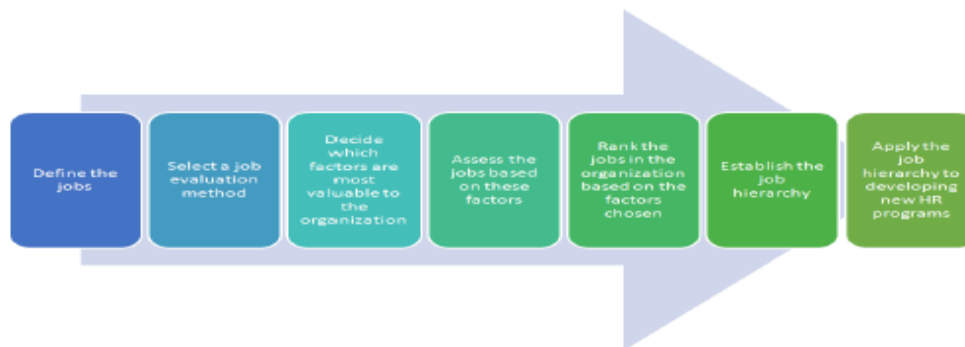 Define the
jobs
Select a job
evaluation
method
Decide
which
factors are
most
valuable to
the
organization
Assess the
jobs based
on these
factors
Rank the
jobs in the
organization
based on the
factors
chosen
Establish the
job
hierarchy
Apply the
job
hierarchy to
developing
new HR
programs